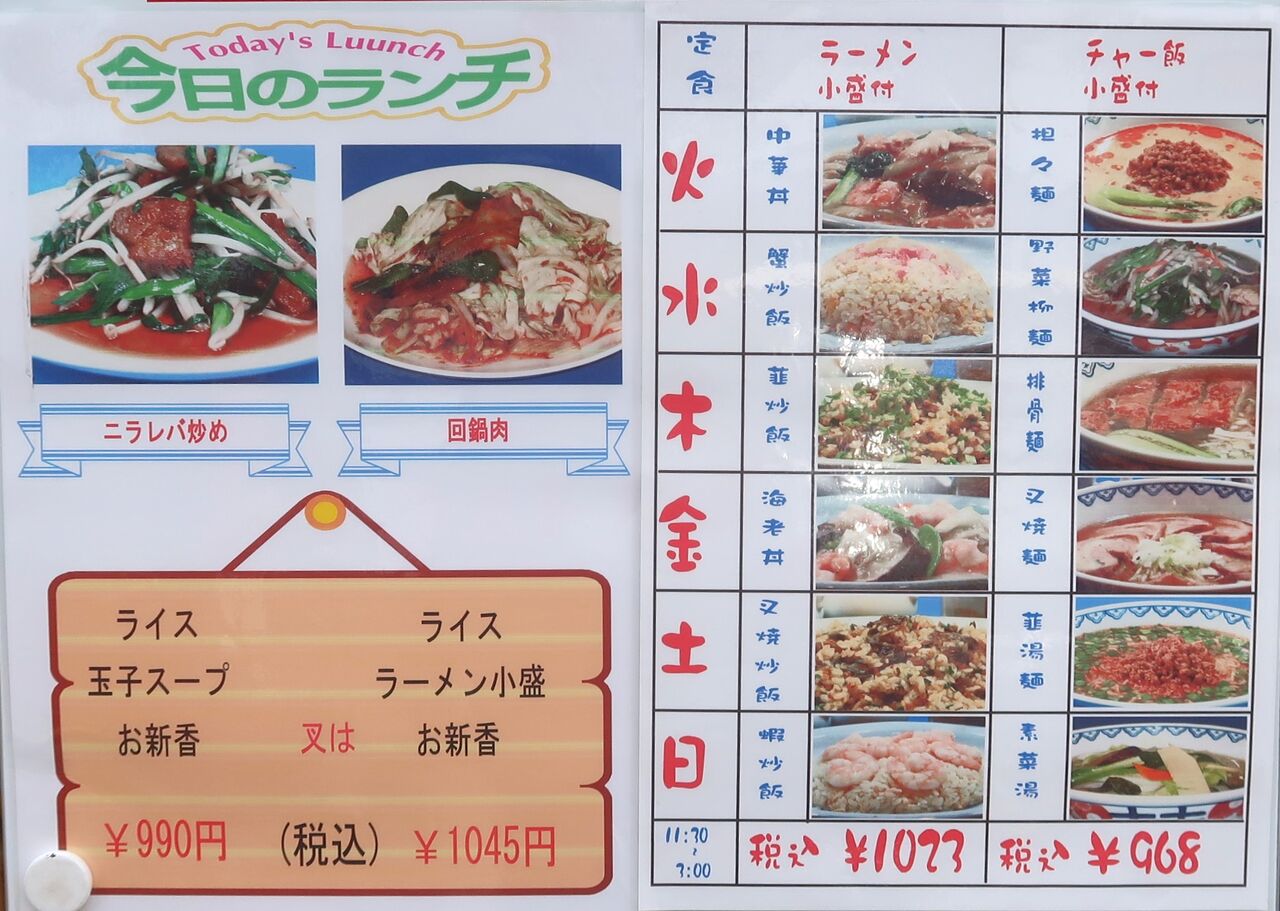 Today's Luunch
今日のランチ
ニラレバ炒め
回鍋肉
ライス
玉子スープ
お新香
叉は
ライス
ラーメン小盛
お新香
￥990円
(税込)
￥1045円
定食
ラーメン
小盛付
チャー飯
小盛付
火
中華丼
担々麺
水
蟹炒飯
野菜柳麺
木
韮炒飯
排骨麺
金
海老丼
叉焼麺
土
叉焼炒飯
韮湯麺
日
蝦炒飯
素菜湯
11:30
～
3:00
税込 ￥1023
税込 ￥968